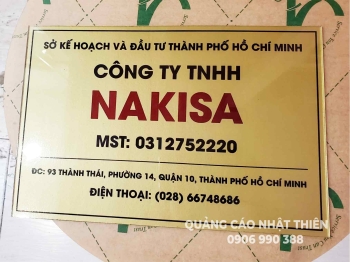 SỞ KẾ HOẠCH VÀ ĐẦU TƯ THÀNH PHỐ HỒ CHÍ MINH
CÔNG TY TNHH
NAKISA
MST: 0312752220
ĐC: 93 THÀNH THÁI, PHƯỜNG 14, QUẬN 10, THÀNH PHỐ HỒ CHÍ MINH
ĐIỆN THOẠI: (028) 66748686
QUẢNG CÁO NHẬT THIÊN
0906 990 388